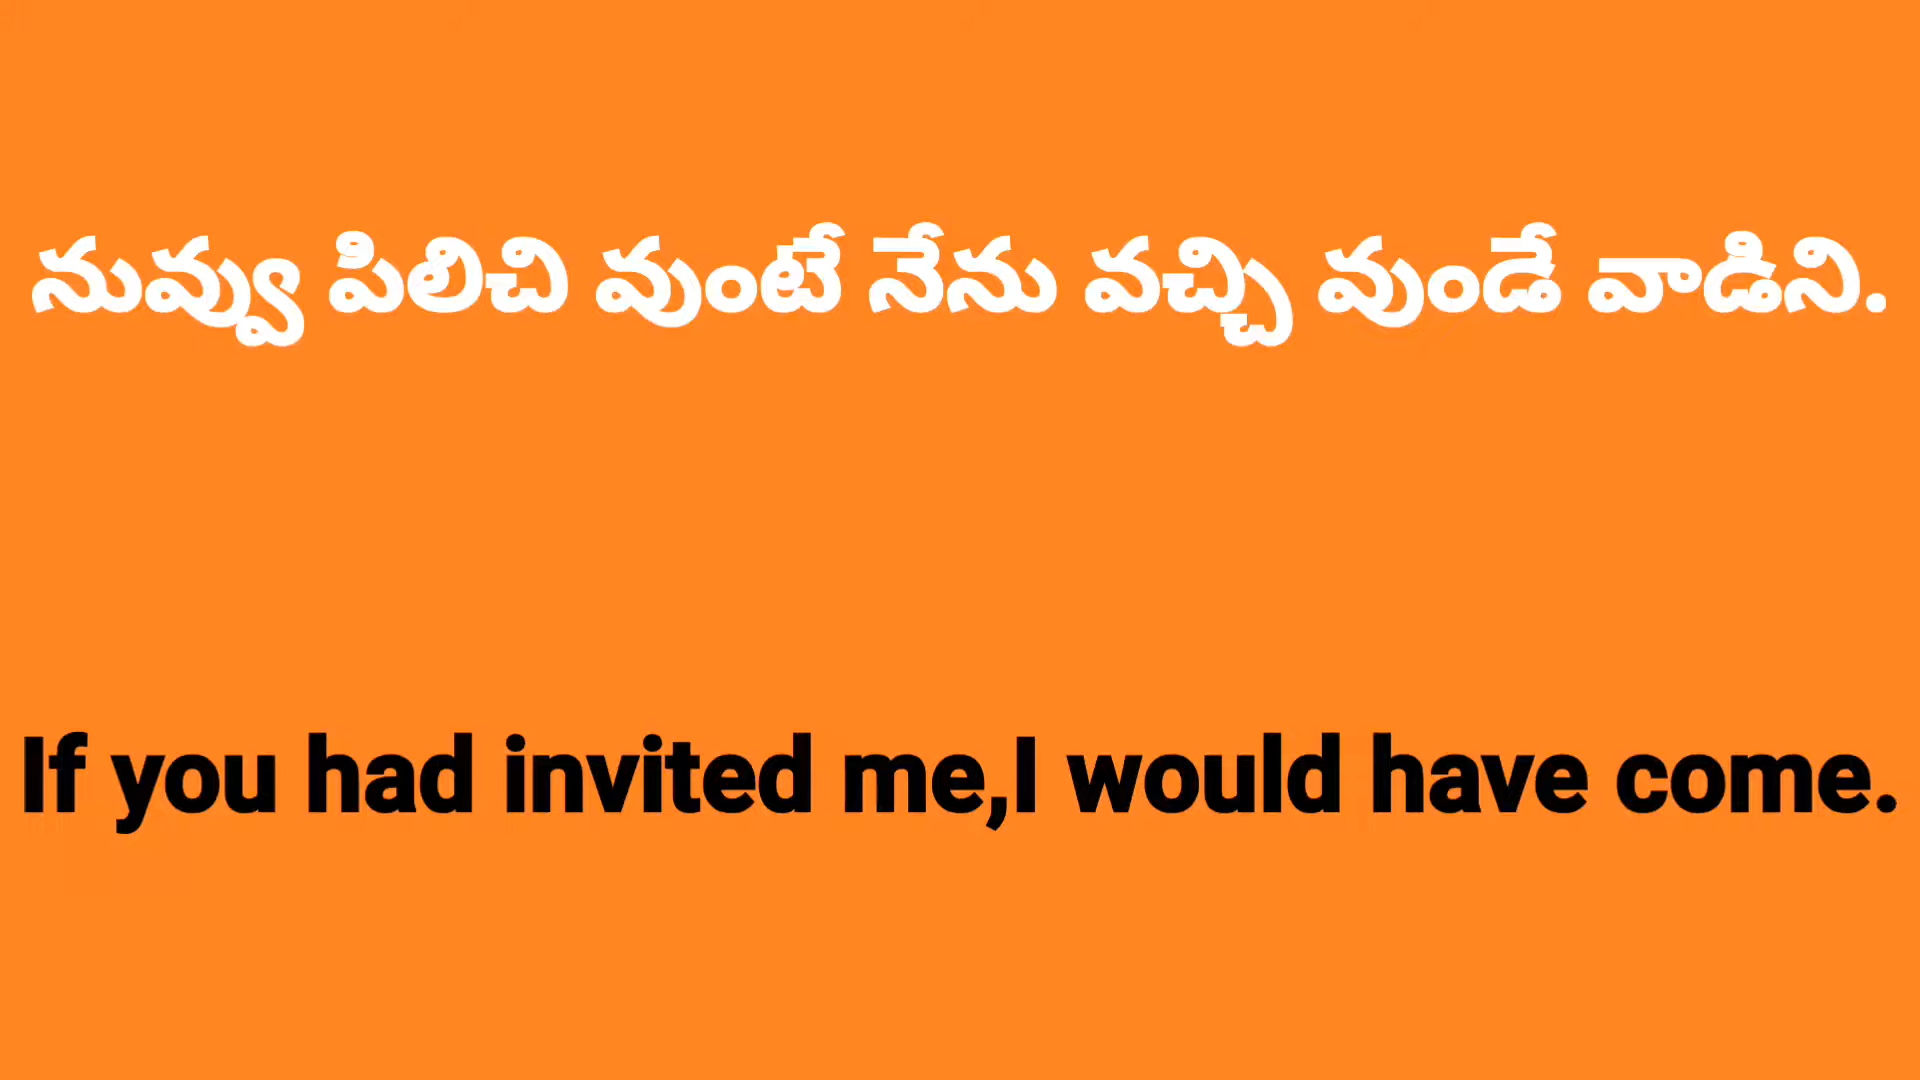 నువ్వు పిలిచి వుంటే నేను వచ్చి వుండే వాడిని.
If you had invited me,I would have come.